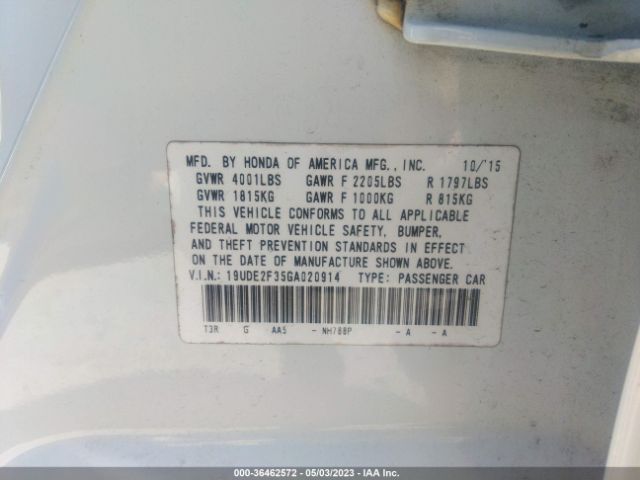 MFD. BY HONDA OF AMERICA MFG., INC. 10/'15
GVWR 4001LBS GAWR F 2205LBS R 1797LBS
GVWR 1815KG GAWR F 1000KG R 815KG
THIS VEHICLE CONFORMS TO ALL APPLICABLE
FEDERAL MOTOR VEHICLE SAFETY, BUMPER,
AND THEFT PREVENTION STANDARDS IN EFFECT
ON THE DATE OF MANUFACTURE SHOWN ABOVE.
V.I.N.: 19UDE2F35GA020914 TYPE: PASSENGER CAR
T3R G AA5 - NH788P - A - A
000-36462572 - 05/03/2023 - IAA Inc.